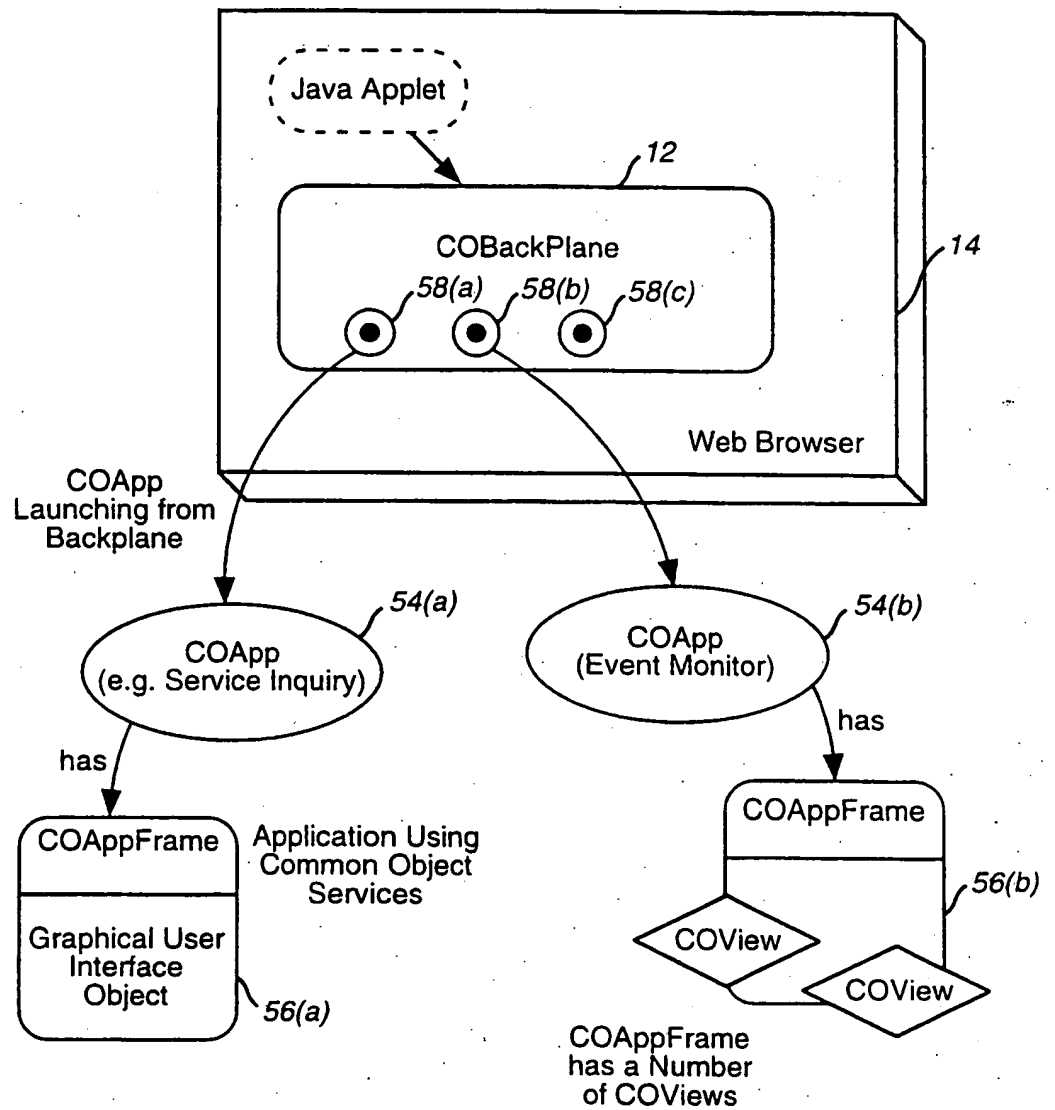 Java Applet
12
COBackPlane
14
58(a)
58(b)
58(c)
Web Browser
COApp
Launching from
Backplane
54(a)
COApp
(e.g. Service Inquiry)
54(b)
COApp
(Event Monitor)
has
has
COAppFrame
Application Using
Common Object
Services
Graphical User
Interface
Object
56(a)
COAppFrame
56(b)
COView
COView
COAppFrame
has a Number
of COViews